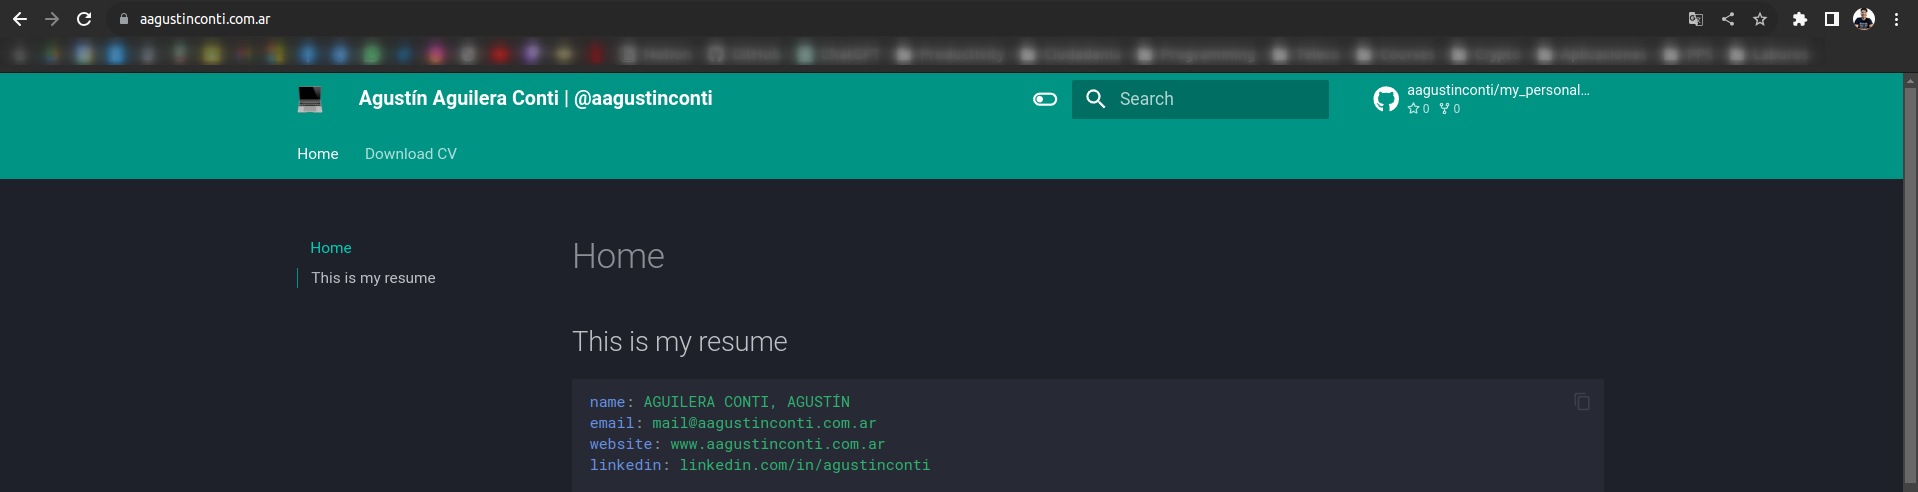 aagustinconti.com.ar
Agustín Aguilera Conti | @aagustinconti
Search
aagustinconti/my_personal…
0 0
Home Download CV
Home
This is my resume
Home
This is my resume
name: AGUILERA CONTI, AGUSTÍN
email: mail@aagustinconti.com.ar
website: www.aagustinconti.com.ar
linkedin: linkedin.com/in/agustinconti